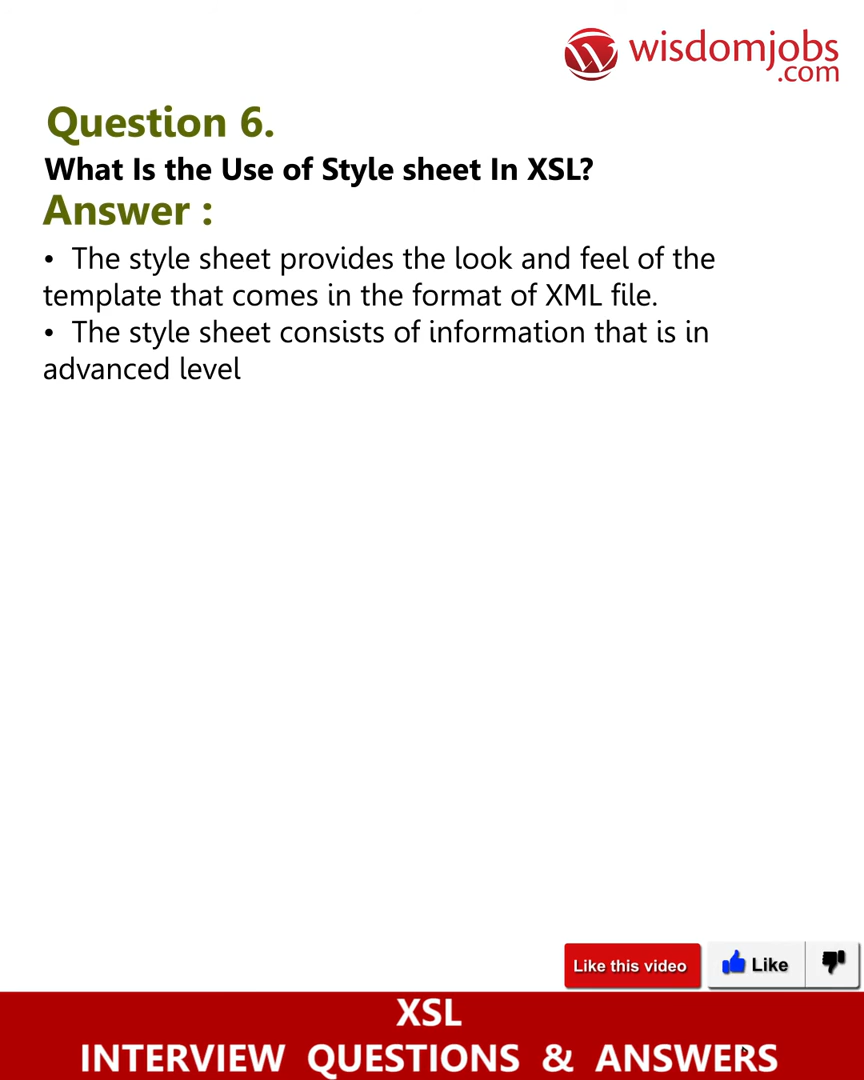 wisdomjobs
.com
Question 6.
What Is the Use of Style sheet In XSL?
Answer :
• The style sheet provides the look and feel of the
template that comes in the format of XML file.
• The style sheet consists of information that is in
advanced level
Like this video
Like
XSL
INTERVIEW QUESTIONS & ANSWERS